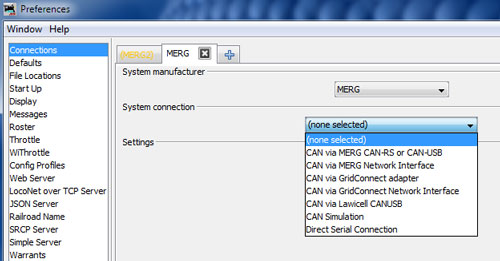 Preferences
Window Help
Connections
Defaults
File Locations
Start Up
Display
Messages
Roster
Throttle
WiThrottle
Config Profiles
Web Server
LocoNet over TCP Server
JSON Server
Railroad Name
SRCP Server
Simple Server
Warrants
(MERG2) MERG
System manufacturer
MERG
System connection
(none selected)
(none selected)
CAN via MERG CAN-RS or CAN-USB
CAN via MERG Network Interface
CAN via GridConnect adapter
CAN via GridConnect Network Interface
CAN via Lawicell CANUSB
CAN Simulation
Direct Serial Connection
Settings